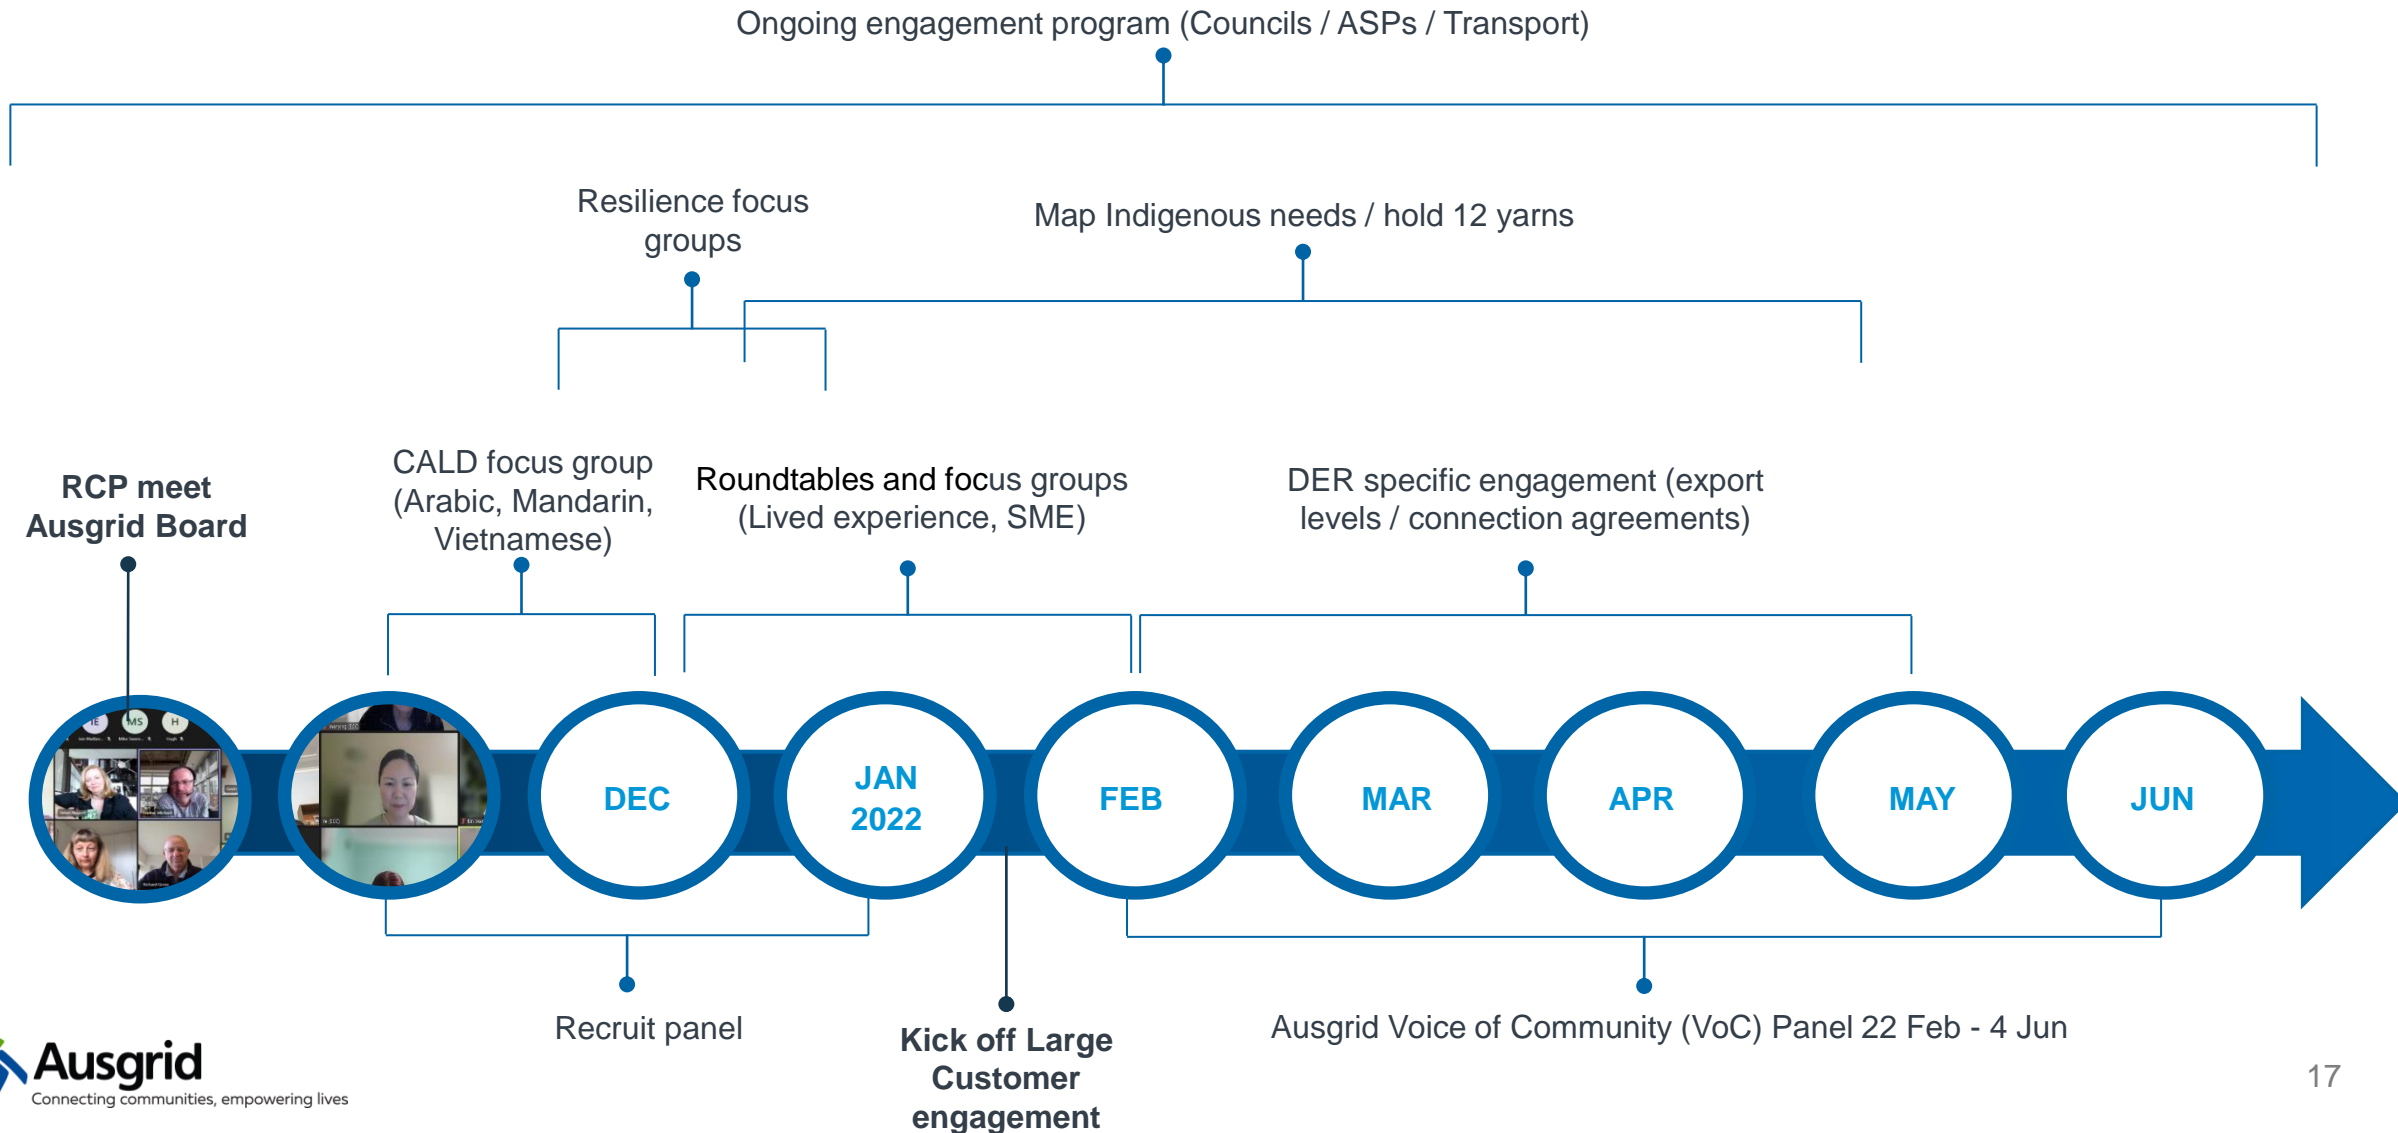 Ongoing engagement program (Councils / ASPs / Transport)
Resilience focus
groups
Map Indigenous needs / hold 12 yarns
RCP meet
Ausgrid Board
CALD focus group
(Arabic, Mandarin,
Vietnamese)
Roundtables and focus groups
(Lived experience, SME)
DER specific engagement (export
levels / connection agreements)
IE
MS
H
DEC
JAN
2022
FEB
MAR
APR
MAY
JUN
Recruit panel
Kick off Large
Customer
engagement
Ausgrid Voice of Community (VoC) Panel 22 Feb - 4 Jun
Ausgrid
Connecting communities, empowering lives
17